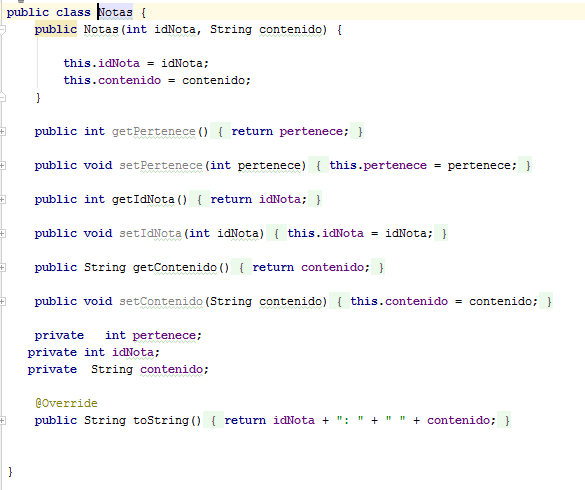 public class Notas {
public Notas(int idNota, String contenido) {
this.idNota = idNota;
this.contenido = contenido;
}
public int getPertenece() { return pertenece; }
public void setPertenece(int pertenece) { this.pertenece = pertenece; }
public int getIdNota() { return idNota; }
public void setIdNota(int idNota) { this.idNota = idNota; }
public String getContenido() { return contenido; }
public void setContenido(String contenido) { this.contenido = contenido; }
private   int pertenece;
private int idNota;
private  String contenido;
@Override
public String toString() { return idNota + ": " + " " + contenido; }
}